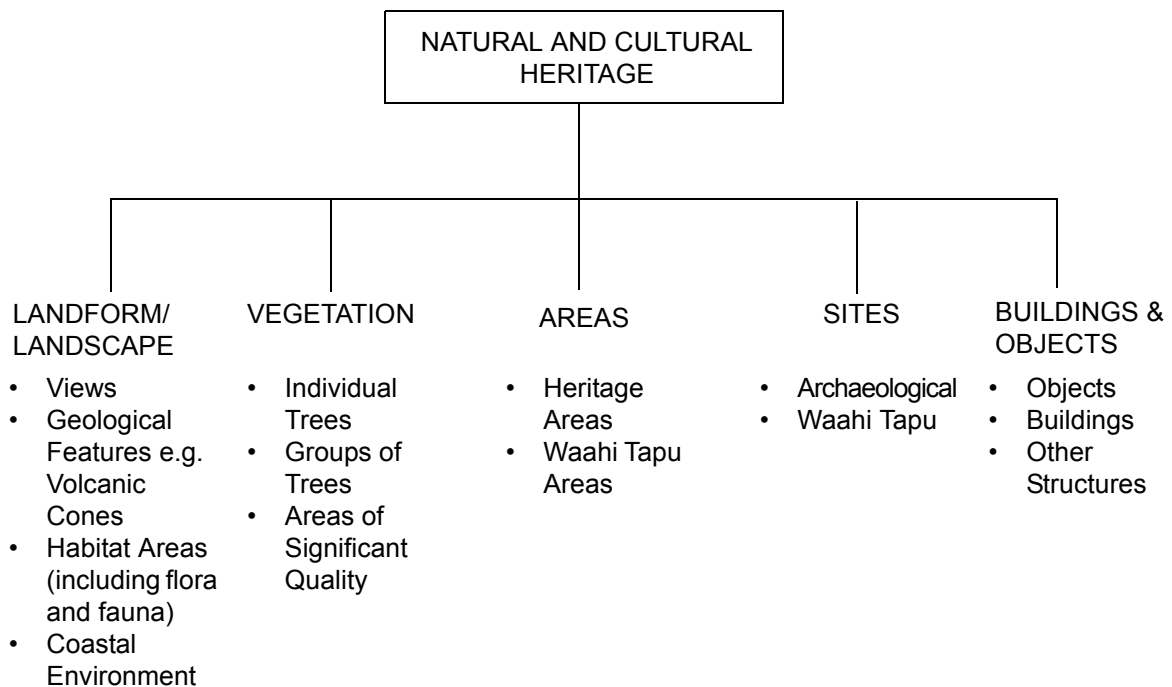 NATURAL AND CULTURAL
HERITAGE
LANDFORM/
LANDSCAPE
• Views
• Geological
Features e.g.
Volcanic
Cones
• Habitat Areas
(including flora
and fauna)
• Coastal
Environment
VEGETATION
• Individual
Trees
• Groups of
Trees
• Areas of
Significant
Quality
AREAS
• Heritage
Areas
• Waahi Tapu
Areas
SITES
• Archaeological
• Waahi Tapu
BUILDINGS &
OBJECTS
• Objects
• Buildings
• Other
Structures